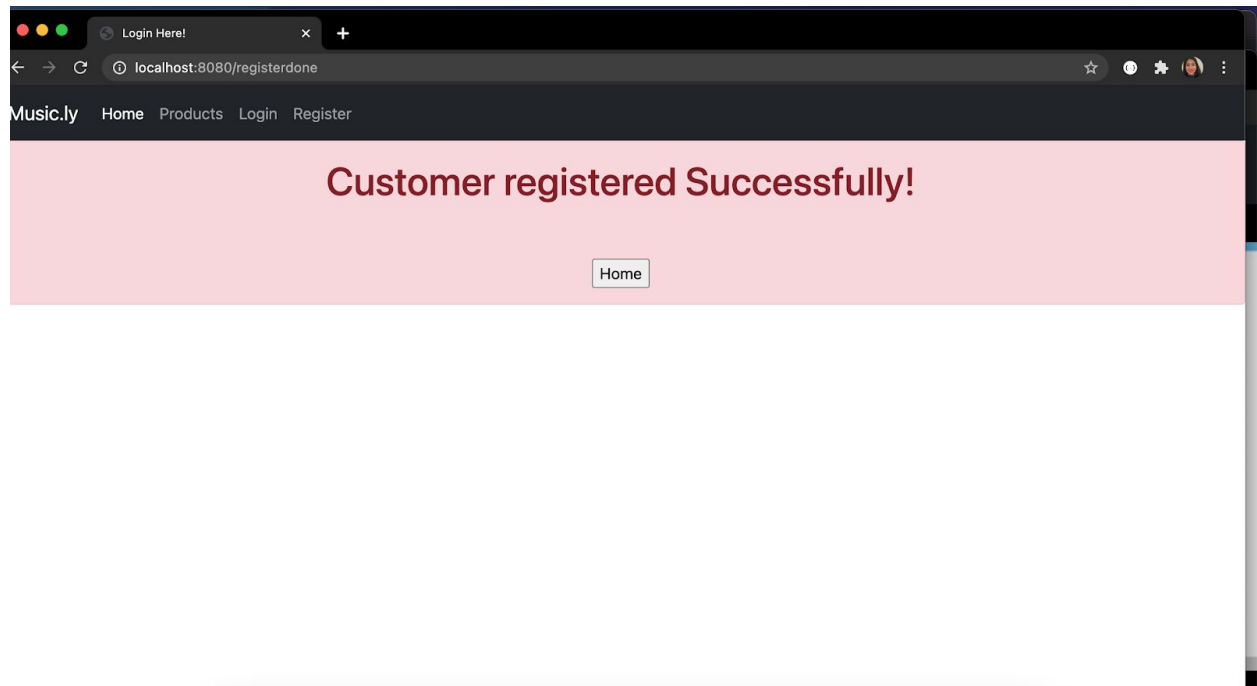 Login Here!
localhost:8080/registerdone
Music.ly Home Products Login Register
Customer registered Successfully!
Home